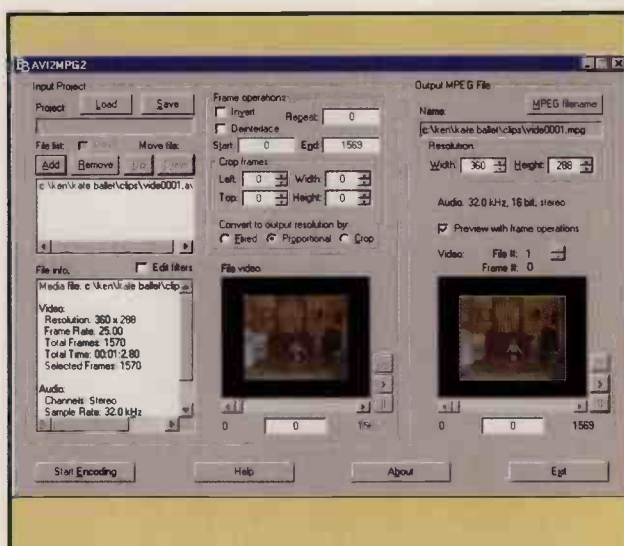 AVI2MPG2
Input Project
Project:
Load
Save
File list:
Move file:
Add
Remove
Up
c:\ken\kate ballet\clips\vide0001.av
File info:
Edit filters
Media file: c:\ken\kate ballet\clip
Video:
Resolution: 360 x 288
Frame Rate: 25.00
Total Frames: 1570
Total Time: 00:01:2.80
Selected Frames: 1570
Audio:
Channels: Stereo
Sample Rate: 32.0 kHz
Frame operations:
Invert
Repeat:
0
Deinterlace
Start
0
End:
1569
Crop frames
Left:
0
Width:
0
Top:
0
Height:
0
Convert to output resolution by
Fixed
Proportional
Crop
File video
0
0
Output MPEG File
Name:
MPEG filename
c:\ken\kate ballet\clips\vide0001.mpg
Resolution
Width:
360
Height:
288
Audio: 32.0 kHz, 16 bit, stereo
Preview with frame operations
Video:
File #: 1
Frame #: 0
0
0
1569
Start Encoding
Help
About
Exit